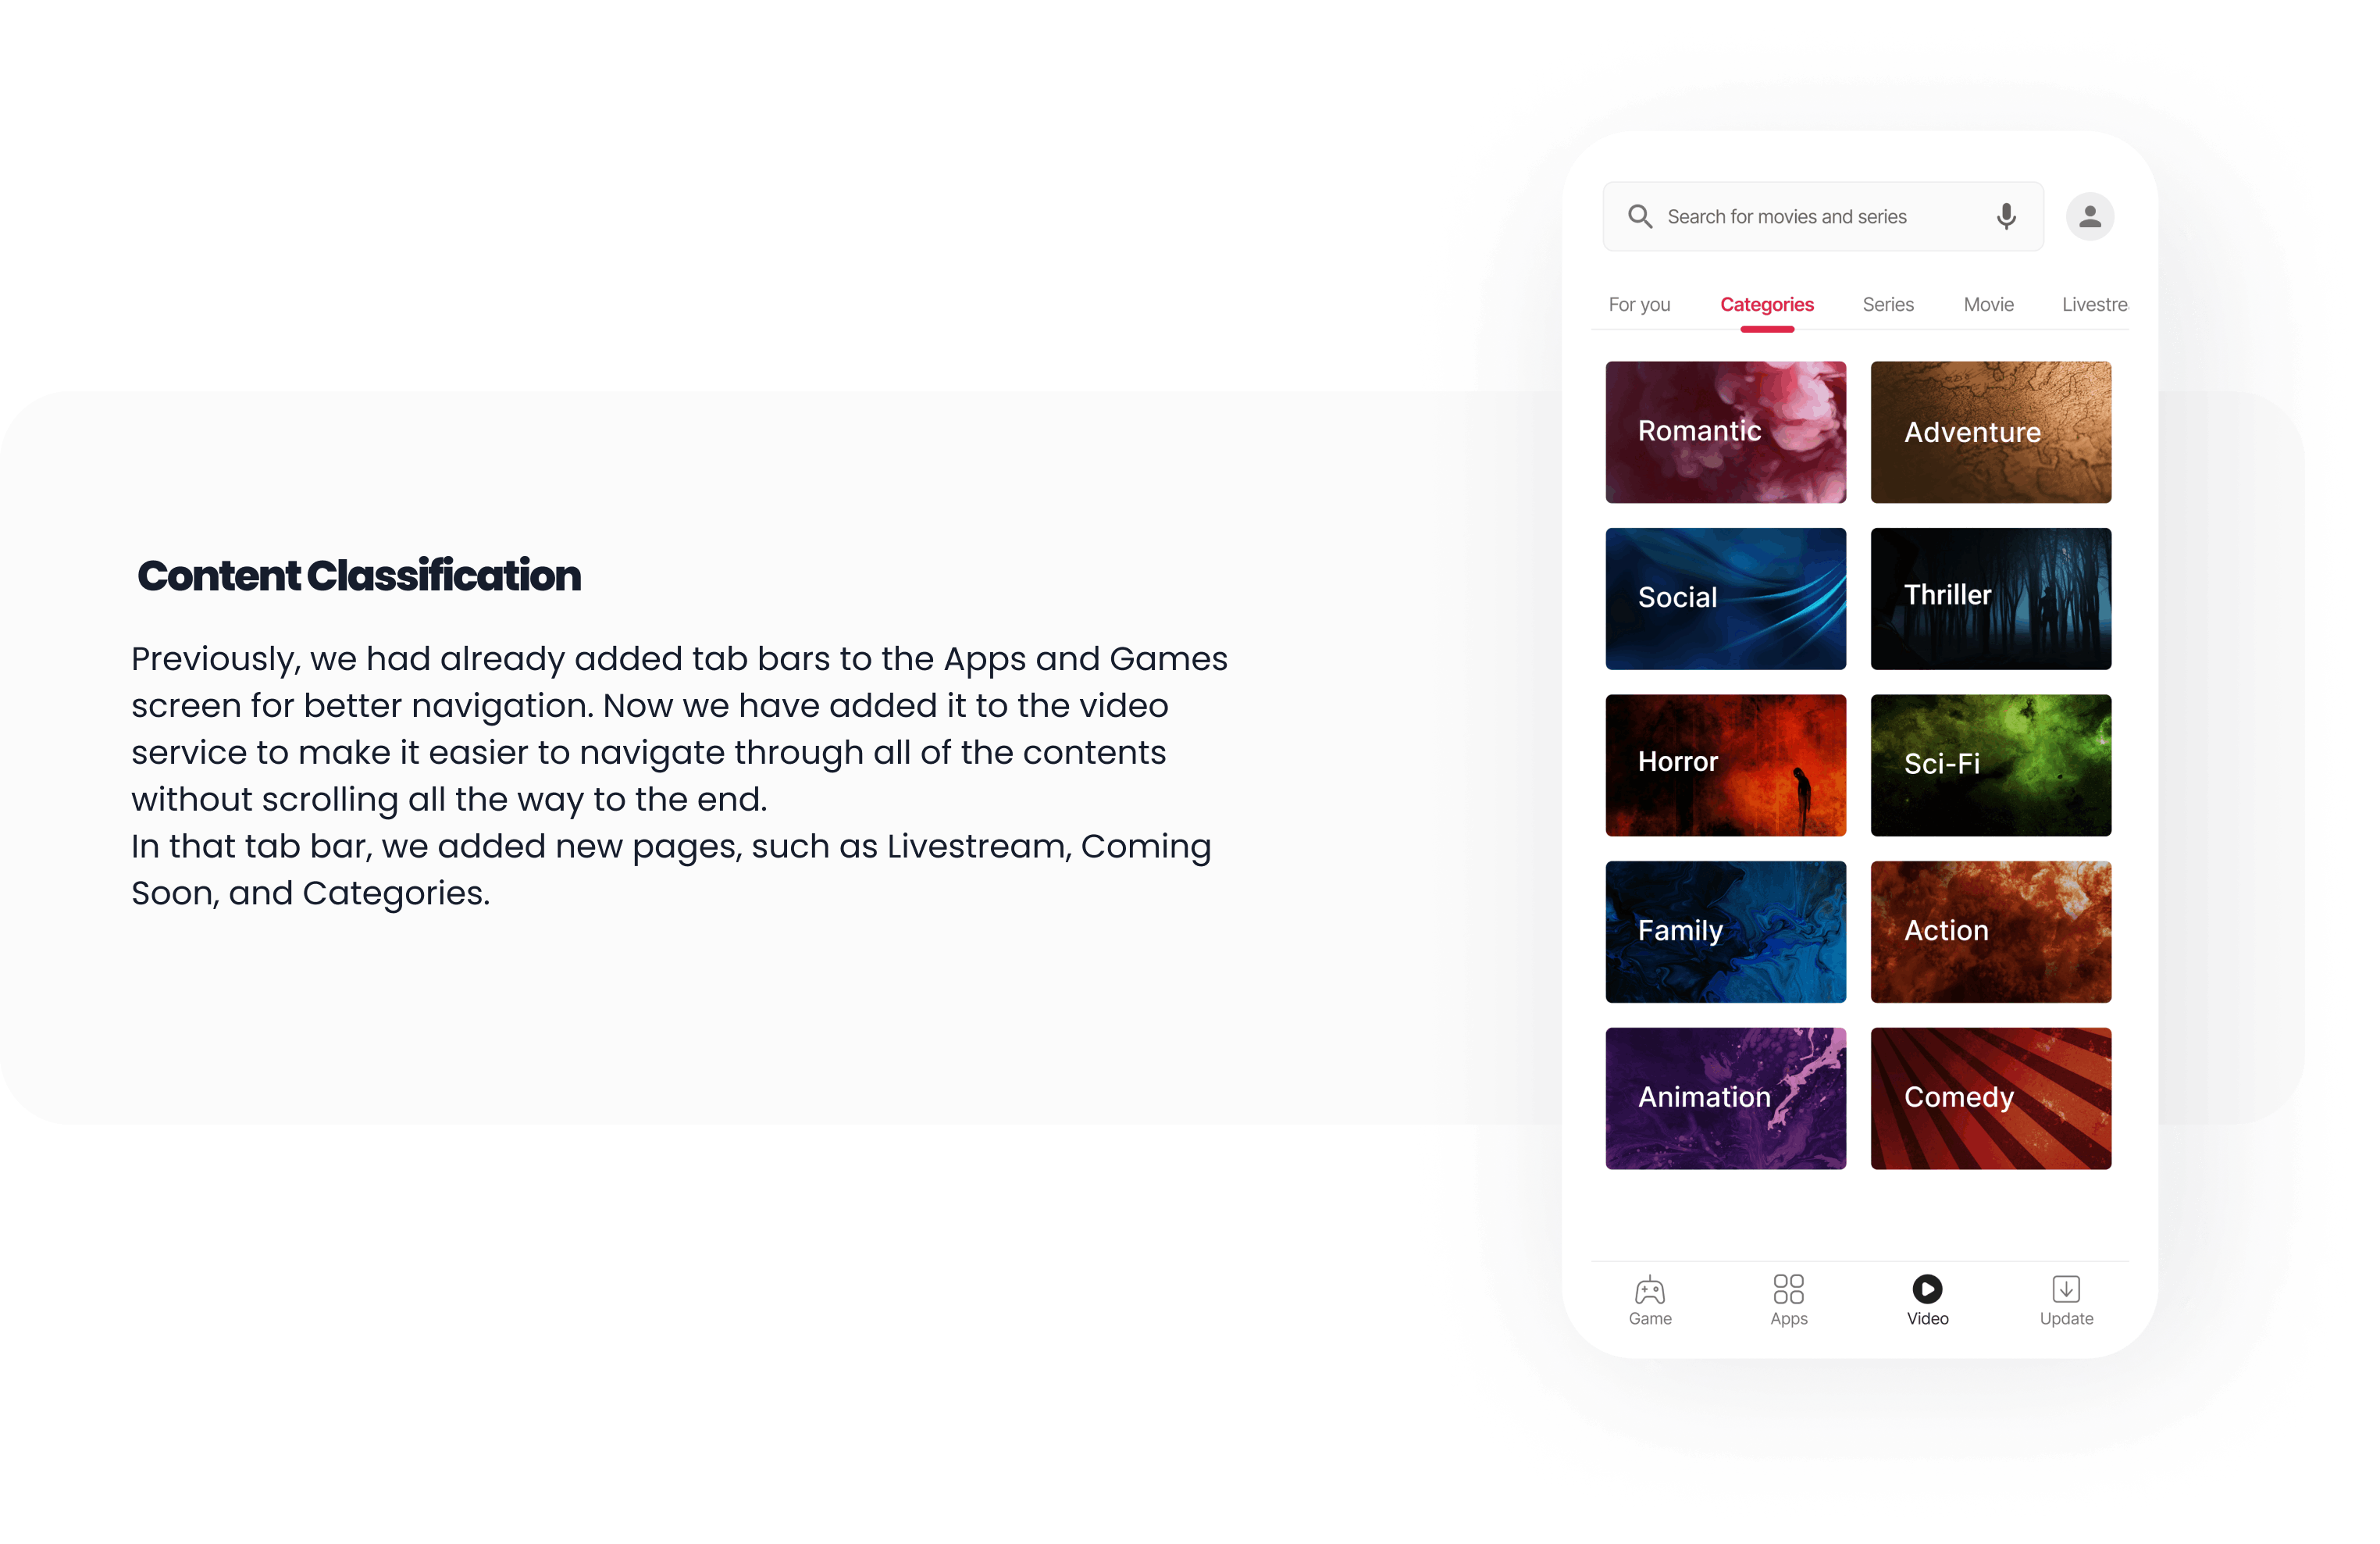 Content Classification
Previously, we had already added tab bars to the Apps and Games
screen for better navigation. Now we have added it to the video
service to make it easier to navigate through all of the contents
without scrolling all the way to the end.
In that tab bar, we added new pages, such as Livestream, Coming
Soon, and Categories.
Search for movies and series
For you Categories Series Movie Livestre
Romantic Adventure
Social Thriller
Horror Sci-Fi
Family Action
Animation Comedy
Game Apps Video Update